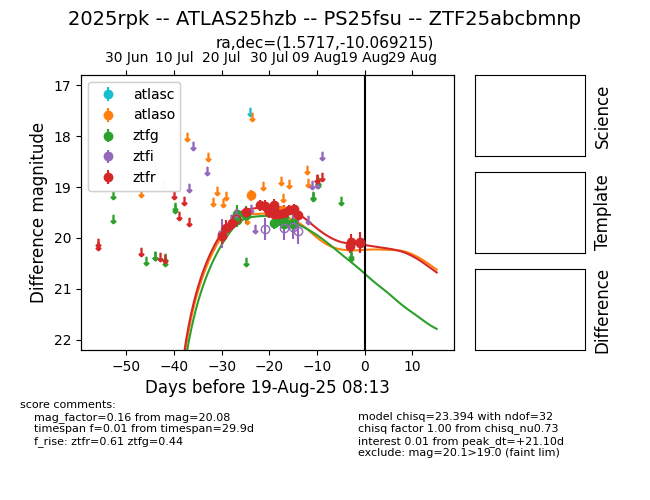 2025rpk -- ATLAS25hzb -- PS25fsu -- ZTF25abcbmnp
ra,dec=(1.5717,-10.069215)
30 Jun 10 Jul 20 Jul 30 Jul 09 Aug 19 Aug 29 Aug
17
18
19
20
21
22
Difference magnitude
atlasc
atlaso
ztfg
ztfi
ztfr
−50 −40 −30 −20 −10 0 10
Days before 19-Aug-25 08:13
Science
Template
Difference
score comments:
mag_factor=0.16 from mag=20.08
timespan f=0.01 from timespan=29.9d
f_rise: ztfr=0.61 ztfg=0.44
model chisq=23.394 with ndof=32
chisq factor 1.00 from chisq_nu0.73
interest 0.01 from peak_dt=+21.10d
exclude: mag=20.1>19.0 (faint lim)